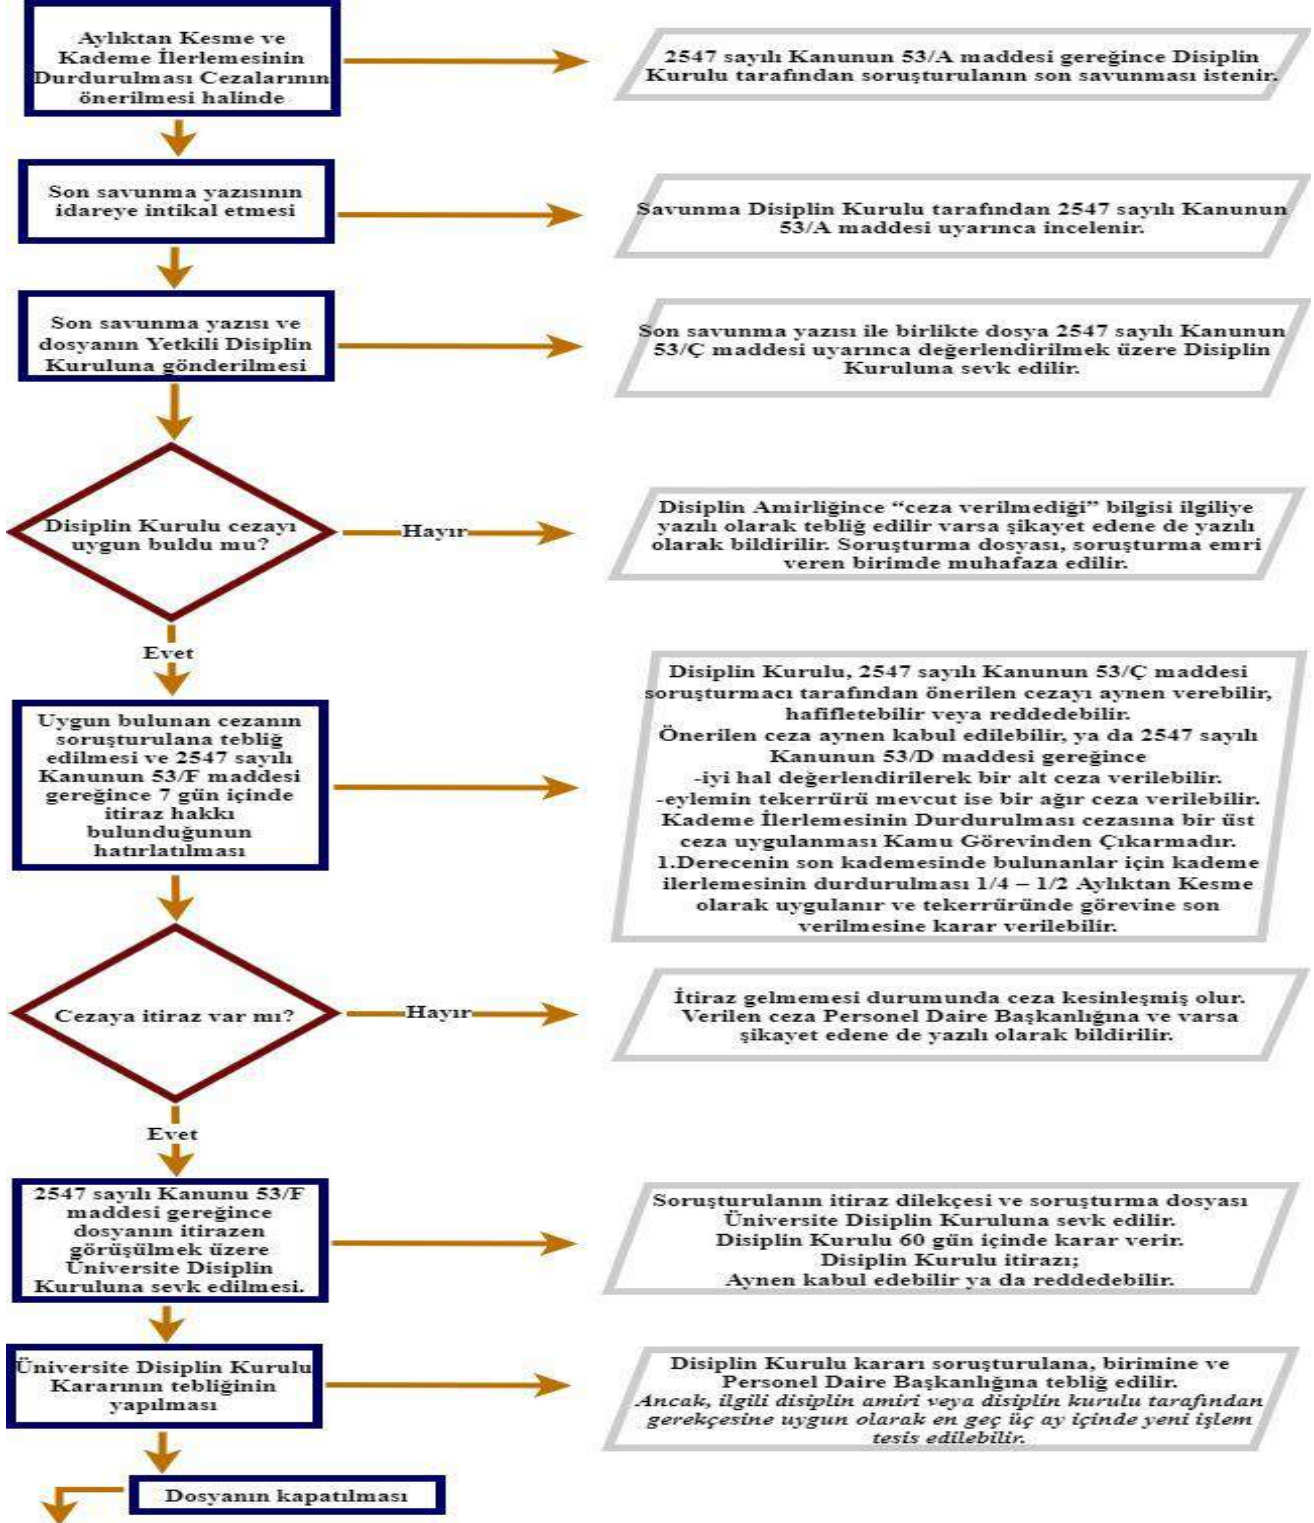 Aylıktan Kesme ve
Kademe İlerlemesinin
Durdurulması Cezalarının
önerilmesi halinde
2547 sayılı Kanunun 53/A maddesi gereğince Disiplin
Kurulu tarafından soruşturulanın son savunması istenir.
Son savunma yazısının
idareye intikal etmesi
Savunma Disiplin Kurulu tarafından 2547 sayılı Kanunun
53/A maddesi uyarınca incelenir.
Son savunma yazısı ve
dosyanın Yetkili Disiplin
Kuruluna gönderilmesi
Son savunma yazısı ile birlikte dosya 2547 sayılı Kanunun
53/Ç maddesi uyarınca değerlendirilmek üzere Disiplin
Kuruluna sevk edilir.
Disiplin Kurulu cezayı
uygun buldu mu?
Hayır
Disiplin Amirliğince “ceza verilmediği” bilgisi ilgiliye
yazılı olarak tebliğ edilir varsa şikayet edene de yazılı
olarak bildirilir. Soruşturma dosyası, soruşturma emri
veren birimde muhafaza edilir.
Evet
Uygun bulunan cezanın
soruşturulana tebliğ
edilmesi ve 2547 sayılı
Kanunun 53/F maddesi
gereğince 7 gün içinde
itiraz hakkı
bulunduğunun
hatırlatılması
Disiplin Kurulu, 2547 sayılı Kanunun 53/Ç maddesi
soruşturmacı tarafından önerilen cezayı aynen verebilir,
hafifletebilir veya reddedebilir.
Önerilen ceza aynen kabul edilebilir, ya da 2547 sayılı
Kanunun 53/D maddesi gereğince
-iyi hal değerlendirilerek bir alt ceza verilebilir.
-eylemin tekerrürü mevcut ise bir ağır ceza verilebilir.
Kademe İlerlemesinin Durdurulması cezasına bir üst
ceza uygulanması Kamu Görevinden Çıkarmadır.
1.Derecenin son kademesinde bulunanlar için kademe
ilerlemesinin durdurulması 1/4 – 1/2 Aylıktan Kesme
olarak uygulanır ve tekerrüründe görevine son
verilmesine karar verilebilir.
Cezaya itiraz var mı?
Hayır
İtiraz gelmemesi durumunda ceza kesinleşmiş olur.
Verilen ceza Personel Daire Başkanlığına ve varsa
şikayet edene de yazılı olarak bildirilir.
Evet
2547 sayılı Kanunu 53/F
maddesi gereğince
dosyanın itirazen
görüşülmek üzere
Üniversite Disiplin
Kuruluna sevk edilmesi.
Soruşturulanın itiraz dilekçesi ve soruşturma dosyası
Üniversite Disiplin Kuruluna sevk edilir.
Disiplin Kurulu 60 gün içinde karar verir.
Disiplin Kurulu itirazı;
Aynen kabul edebilir ya da reddedebilir.
Üniversite Disiplin Kurulu
Kararının tebliğinin
yapılması
Disiplin Kurulu kararı soruşturulana, birimine ve
Personel Daire Başkanlığına tebliğ edilir.
Ancak, ilgili disiplin amiri veya disiplin kurulu tarafından
gerekçesine uygun olarak en geç üç ay içinde yeni işlem
tesis edilebilir.
Dosyanın kapatılması